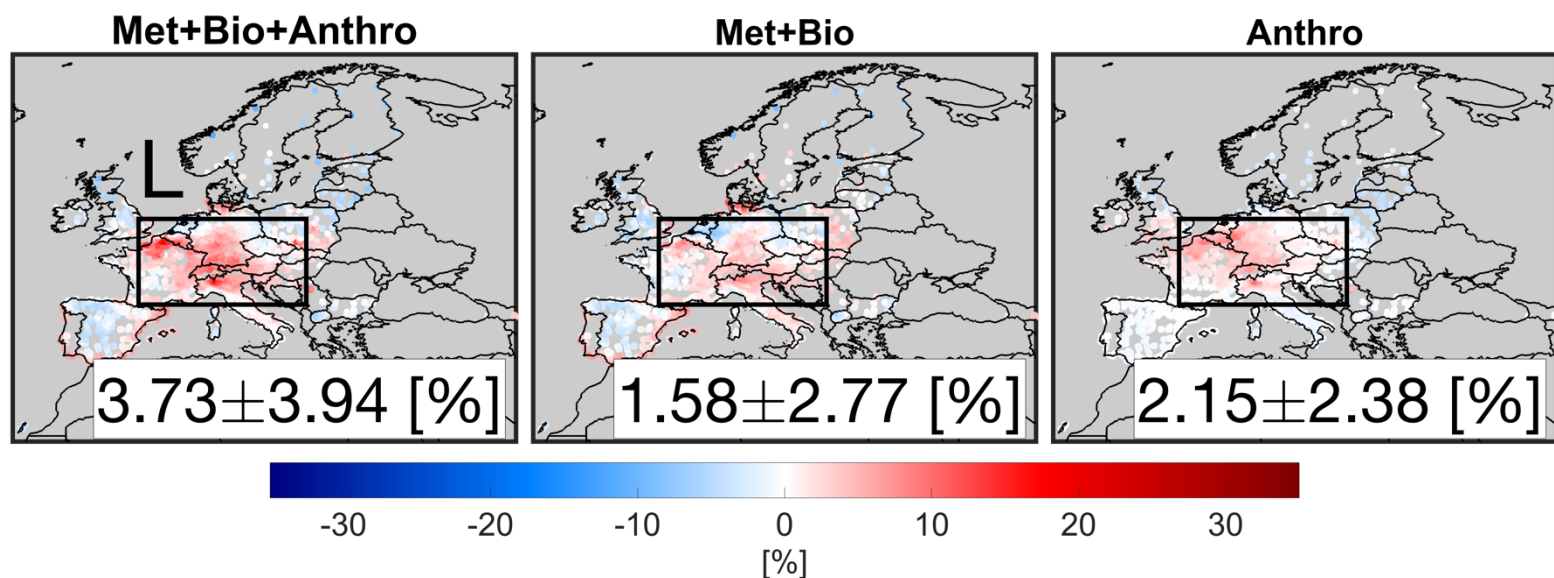 Met+Bio+Anthro
Met+Bio
Anthro
L
3.73±3.94 [%]
1.58±2.77 [%]
2.15±2.38 [%]
-30 -20 -10 0 10 20 30
[%]